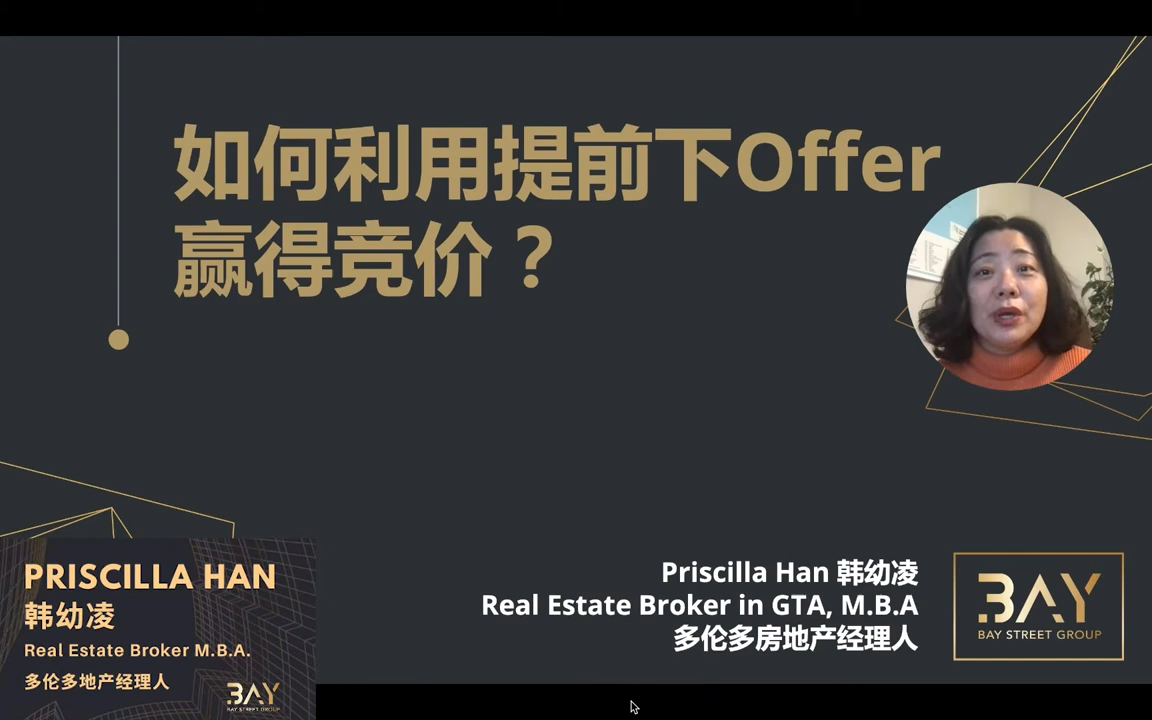 如何利用提前下Offer
赢得竞价？
PRISCILLA HAN
韩幼凌
Real Estate Broker M.B.A.
多伦多地产经理人
BAY
BAY STREET GROUP
Priscilla Han 韩幼凌
Real Estate Broker in GTA, M.B.A
多伦多房地产经理人
BAY
BAY STREET GROUP